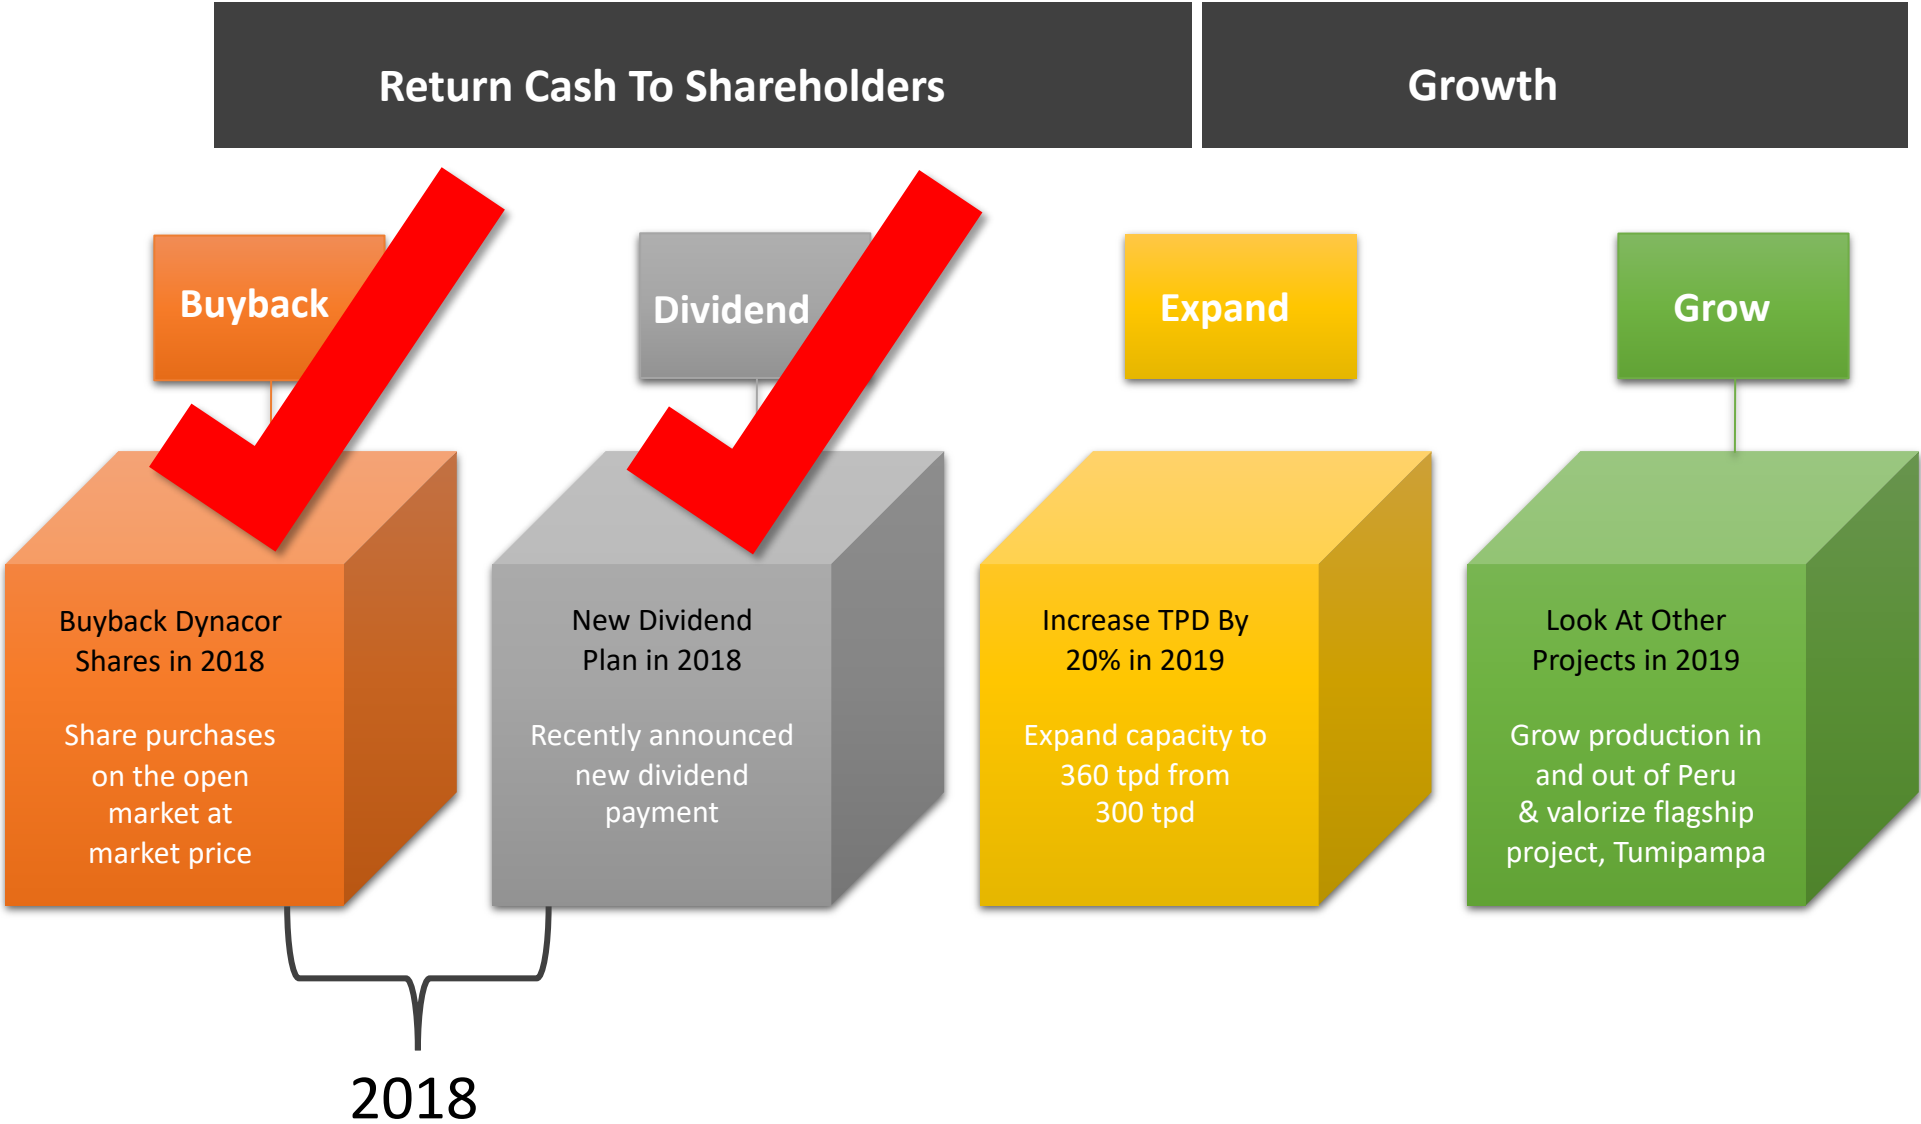 Return Cash To Shareholders
Growth
Buyback
Dividend
Expand
Grow
Buyback Dynacor
Shares in 2018
Share purchases
on the open
market at
market price
New Dividend
Plan in 2018
Recently announced
new dividend
payment
Increase TPD By
20% in 2019
Expand capacity to
360 tpd from
300 tpd
Look At Other
Projects in 2019
Grow production in
and out of Peru
& valorize flagship
project, Tumipampa
2018